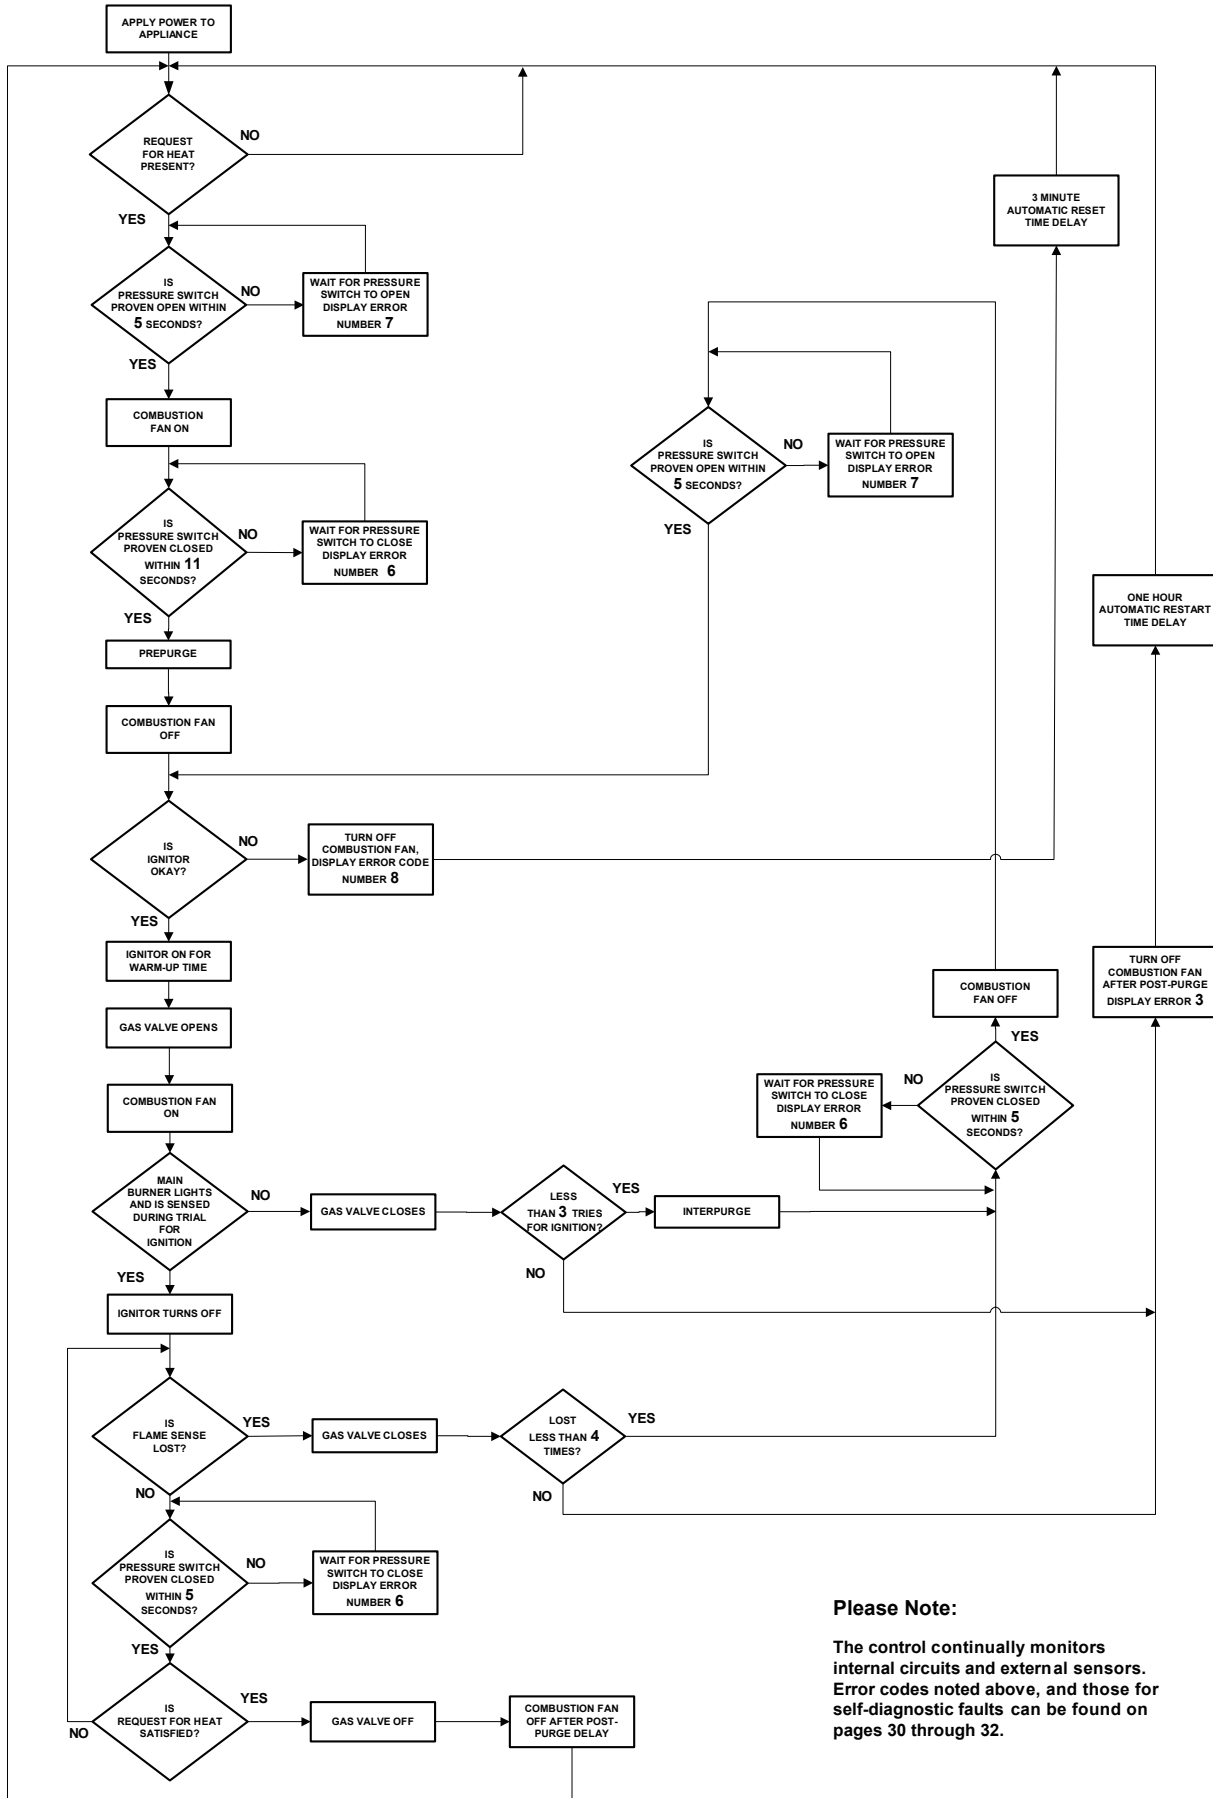 APPLY POWER TO
APPLIANCE
REQUEST
FOR HEAT
PRESENT?
NO
YES
3 MINUTE
AUTOMATIC RESET
TIME DELAY
IS
PRESSURE SWITCH
PROVEN OPEN WITHIN
5 SECONDS?
NO
WAIT FOR PRESSURE
SWITCH TO OPEN
DISPLAY ERROR
NUMBER 7
YES
COMBUSTION
FAN ON
IS
PRESSURE SWITCH
PROVEN OPEN WITHIN
5 SECONDS?
NO
WAIT FOR PRESSURE
SWITCH TO OPEN
DISPLAY ERROR
NUMBER 7
YES
IS
PRESSURE SWITCH
PROVEN CLOSED
WITHIN 11
SECONDS?
NO
WAIT FOR PRESSURE
SWITCH TO CLOSE
DISPLAY ERROR
NUMBER 6
YES
ONE HOUR
AUTOMATIC RESTART
TIME DELAY
PREPURGE
COMBUSTION FAN
OFF
IS
IGNITOR
OKAY?
NO
TURN OFF
COMBUSTION FAN,
DISPLAY ERROR CODE
NUMBER 8
YES
IGNITOR ON FOR
WARM-UP TIME
TURN OFF
COMBUSTION FAN
AFTER POST-PURGE
DISPLAY ERROR 3
COMBUSTION
FAN OFF
YES
GAS VALVE OPENS
COMBUSTION FAN
ON
WAIT FOR PRESSURE
SWITCH TO CLOSE
DISPLAY ERROR
NUMBER 6
NO
IS
PRESSURE SWITCH
PROVEN CLOSED
WITHIN 5
SECONDS?
MAIN
BURNER LIGHTS
AND IS SENSED
DURING TRIAL
FOR
IGNITION
NO
GAS VALVE CLOSES
LESS
THAN 3 TRIES
FOR IGNITION?
YES
INTERPURGE
NO
YES
IGNITOR TURNS OFF
IS
FLAME SENSE
LOST?
YES
GAS VALVE CLOSES
LOST
LESS THAN 4
TIMES?
YES
NO
NO
IS
PRESSURE SWITCH
PROVEN CLOSED
WITHIN 5
SECONDS?
NO
WAIT FOR PRESSURE
SWITCH TO CLOSE
DISPLAY ERROR
NUMBER 6
YES
IS
REQUEST FOR HEAT
SATISFIED?
NO
YES
GAS VALVE OFF
COMBUSTION FAN
OFF AFTER POST-
PURGE DELAY
Please Note:
The control continually monitors
internal circuits and external sensors.
Error codes noted above, and those for
self-diagnostic faults can be found on
pages 30 through 32.